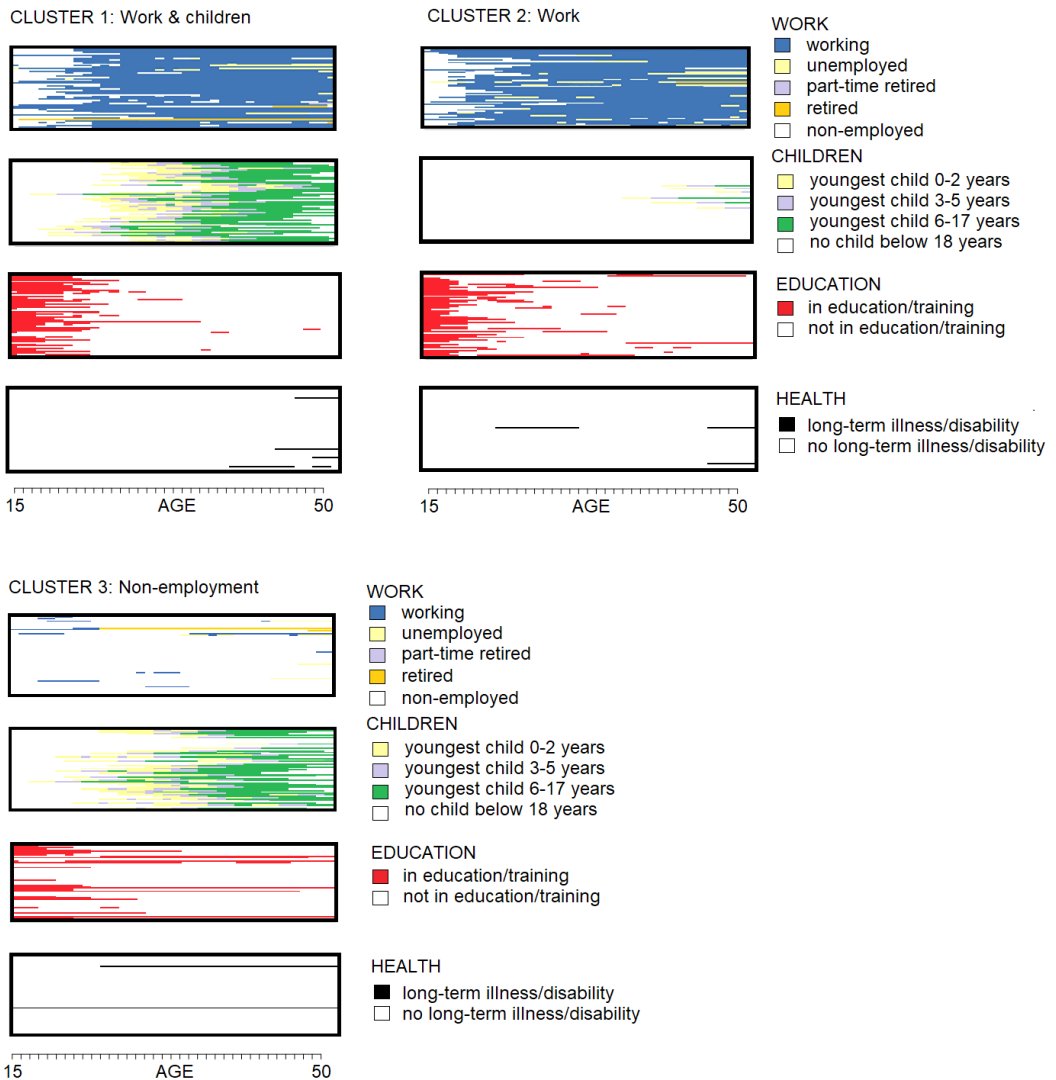 CLUSTER 1: Work & children
CLUSTER 2: Work
WORK
working
unemployed
part-time retired
retired
non-employed
CHILDREN
youngest child 0-2 years
youngest child 3-5 years
youngest child 6-17 years
no child below 18 years
EDUCATION
in education/training
not in education/training
HEALTH
long-term illness/disability
no long-term illness/disability
15 AGE 50
15 AGE 50
CLUSTER 3: Non-employment
WORK
working
unemployed
part-time retired
retired
non-employed
CHILDREN
youngest child 0-2 years
youngest child 3-5 years
youngest child 6-17 years
no child below 18 years
EDUCATION
in education/training
not in education/training
HEALTH
long-term illness/disability
no long-term illness/disability
15 AGE 50